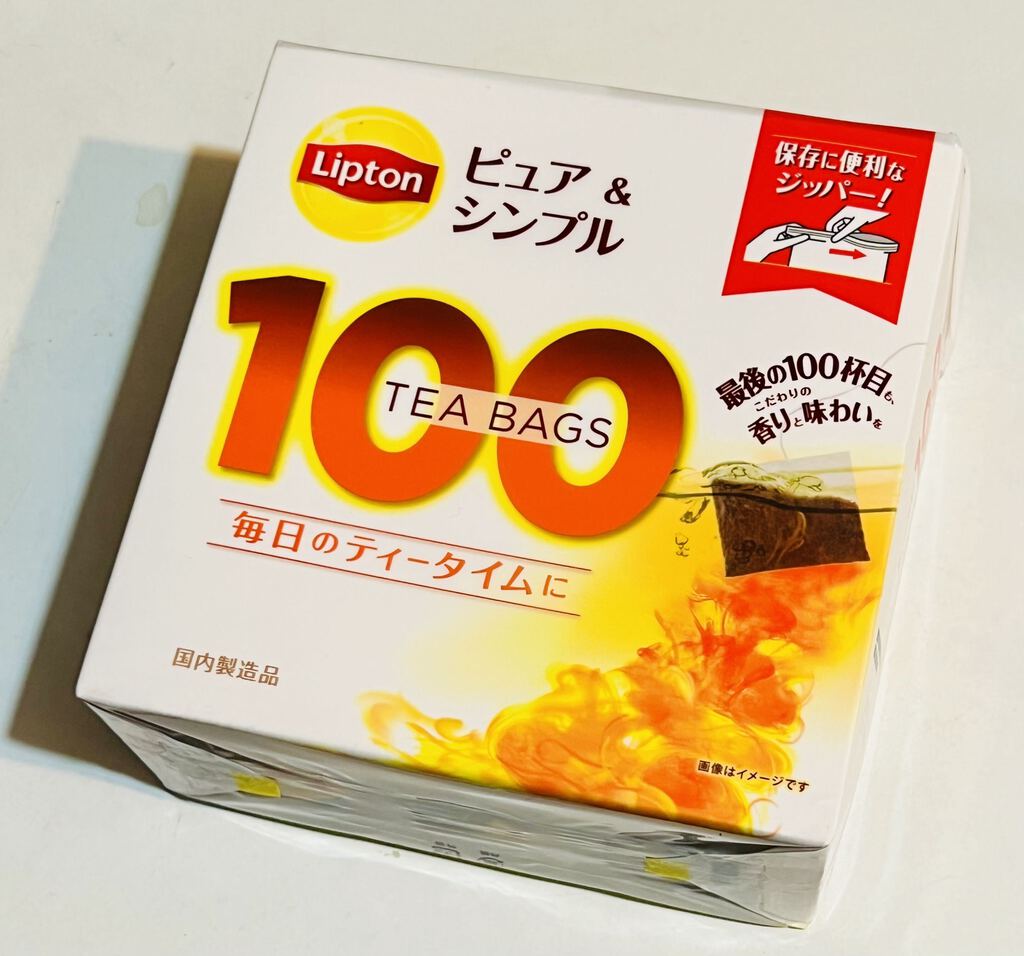 Lipton
ピュア &
シンプル
保存に便利な
ジッパー!
100
TEA BAGS
最後の100杯目も、
こだわりの
香りと味わいを
毎日のティータイムに
国内製造品
画像はイメージです